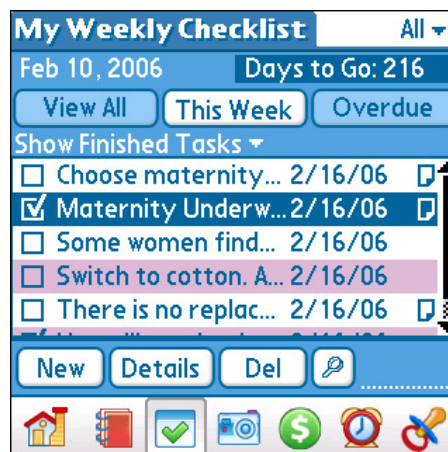 My Weekly Checklist All
Feb 10, 2006 Days to Go: 216
View All This Week Overdue
Show Finished Tasks
Choose maternity... 2/16/06
Maternity Underw... 2/16/06
Some women find... 2/16/06
Switch to cotton. A... 2/16/06
There is no replac... 2/16/06
New Details Del